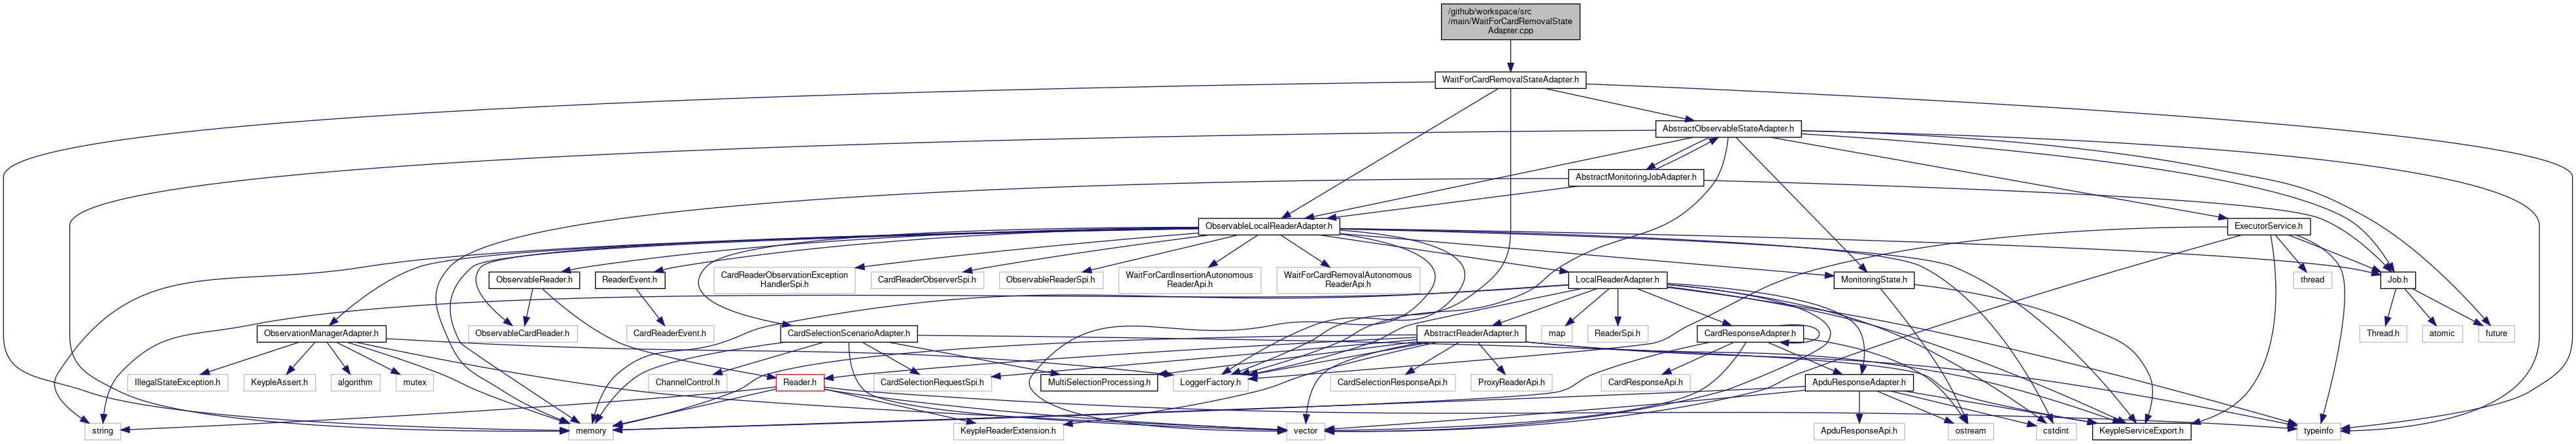 /github/workspace/src
/main/WaitForCardRemovalState
Adapter.cpp
WaitForCardRemovalStateAdapter.h
AbstractObservableStateAdapter.h
AbstractMonitoringJobAdapter.h
ObservableLocalReaderAdapter.h
ExecutorService.h
ObservableReader.h
ReaderEvent.h
CardReaderObservationException
HandlerSpi.h
CardReaderObserverSpi.h
ObservableReaderSpi.h
WaitForCardInsertionAutonomous
ReaderApi.h
WaitForCardRemovalAutonomous
ReaderApi.h
LocalReaderAdapter.h
MonitoringState.h
thread
Job.h
ObservationManagerAdapter.h
ObservableCardReader.h
CardReaderEvent.h
CardSelectionScenarioAdapter.h
AbstractReaderAdapter.h
map
ReaderSpi.h
CardResponseAdapter.h
Thread.h
atomic
future
IllegalStateException.h
KeypleAssert.h
algorithm
mutex
ChannelControl.h
Reader.h
CardSelectionRequestSpi.h
MultiSelectionProcessing.h
LoggerFactory.h
CardSelectionResponseApi.h
ProxyReaderApi.h
CardResponseApi.h
ApduResponseAdapter.h
string
memory
KeypleReaderExtension.h
vector
ApduResponseApi.h
ostream
cstdint
KeypleServiceExport.h
typeinfo